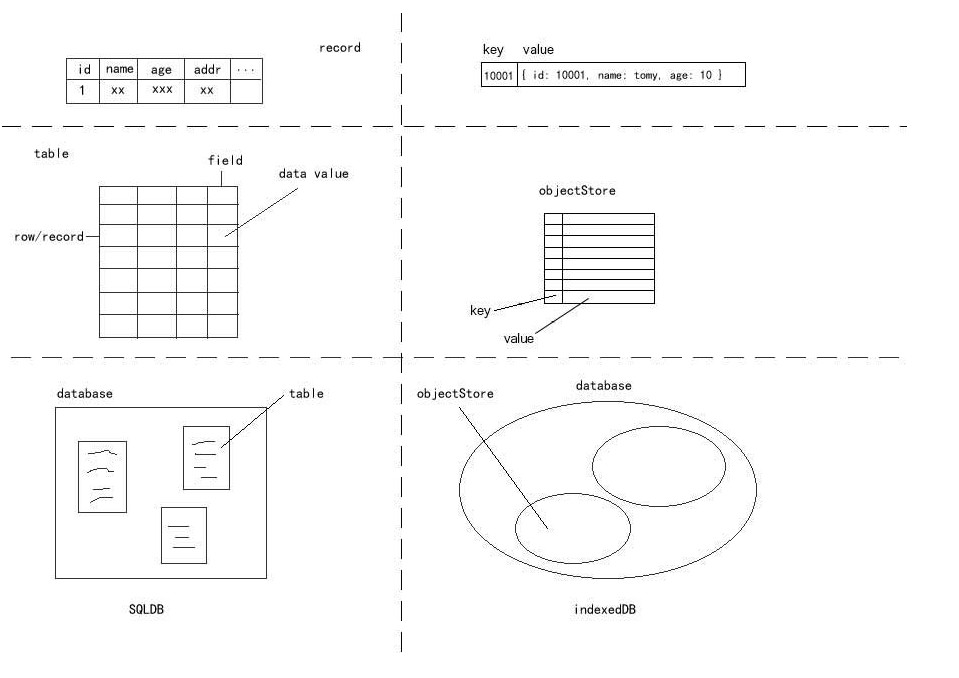 record
id name age addr ...
1 xx xxx xx
key value
10001 { id: 10001, name: tomy, age: 10 }
table
field
data value
row/record
objectStore
key
value
database
table
SQLDB
objectStore
database
indexedDB